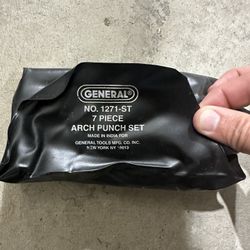 GENERAL®
NO. 1271-ST
7 PIECE
ARCH PUNCH SET
MADE IN INDIA FOR
GENERAL TOOLS MFG. CO. INC.
NEW YORK NY 10013